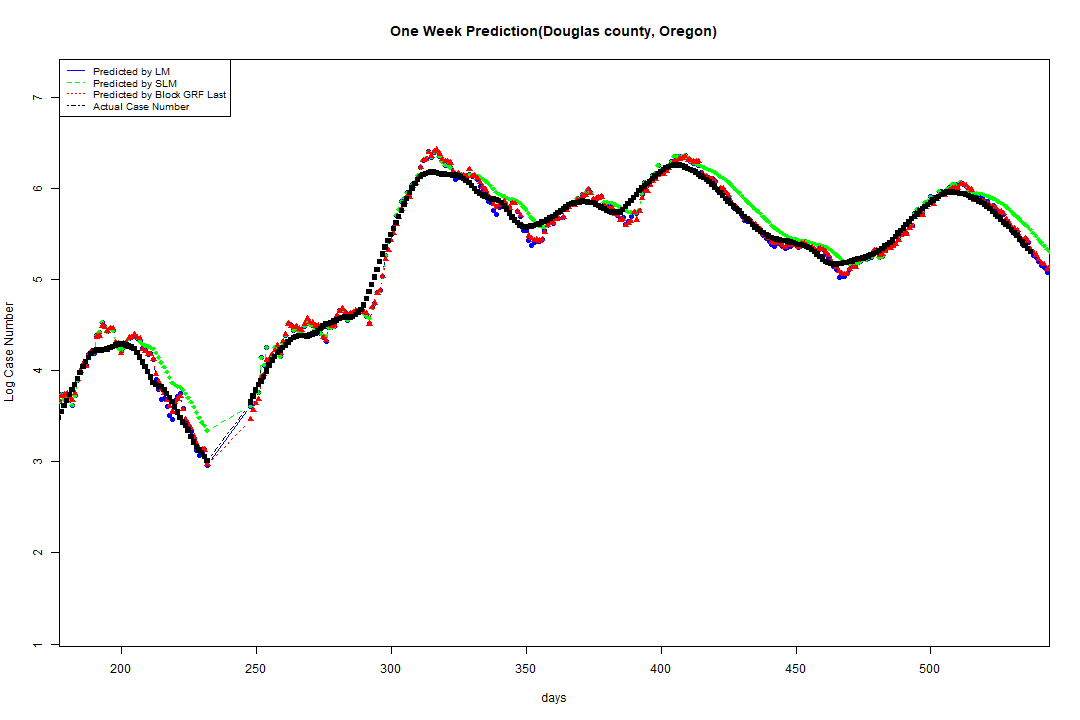 One Week Prediction(Douglas county, Oregon)
Predicted by LM
Predicted by SLM
Predicted by Block GRF Last
Actual Case Number
7
6
5
4
3
2
1
Log Case Number
200 250 300 350 400 450 500
days